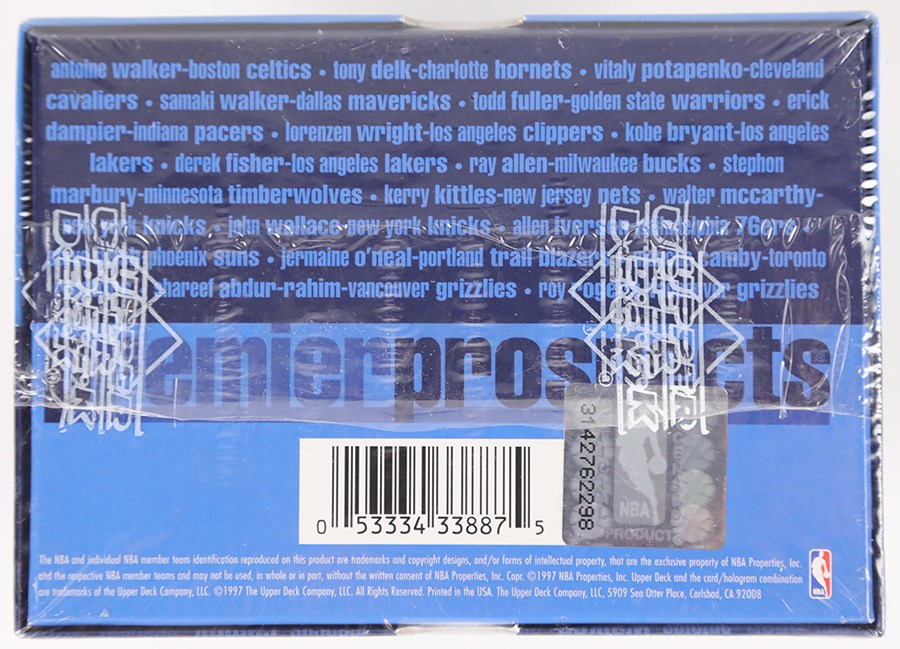 antoine walker-boston celtics • tony delk-charlotte hornets • vitaly potapenko-cleveland
cavaliers • samaki walker-dallas mavericks • todd fuller-golden state warriors • erick
dampier-indiana pacers • lorenzen wright-los angeles clippers • kobe bryant-los angeles
lakers • derek fisher-los angeles lakers • ray allen-milwaukee bucks • stephon
marbury-minnesota timberwolves • kerry kittles-new jersey nets • walter mccarthy-
knicks • john wallace-new york knicks • allen iverson-philadelphia 76ers •
phoenix suns • jermaine o'neal-portland trail blazers camby-toronto
shareef abdur-rahim-vancouver grizzlies • roy grizzlies
premier prospects
UPPER DECK
UPPER DECK
3142762298
NBA
PRODUCT
0 53334 33887 5
The NBA and individual NBA member team identification reproduced on this product are trademarks and copyright designs, and/or forms of intellectual property, that are the exclusive property of NBA Properties, Inc.
and the respective NBA member teams and may not be used, in whole or in part, without the written consent of NBA Properties, Inc. ©1997 NBA Properties, Inc. Upper Deck and the card/hologram combination
are trademarks of the Upper Deck Company, LLC. ©1997 The Upper Deck Company, LLC. All Rights Reserved. Printed in the USA. The Upper Deck Company, LLC, 5909 Sea Otter Place, Carlsbad, CA 92008
NBA